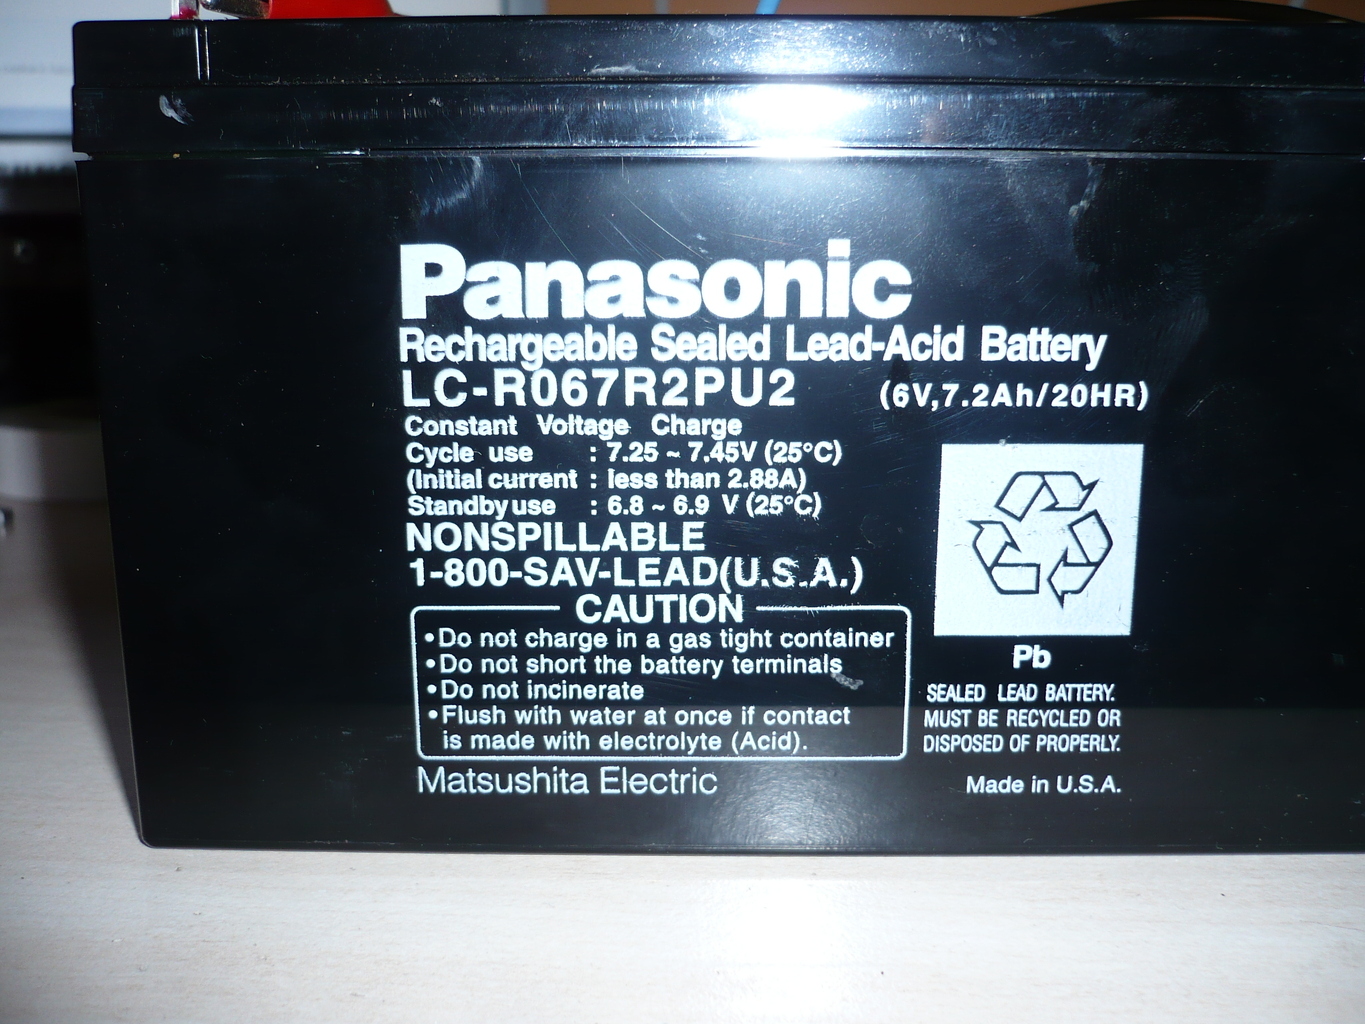 Panasonic
Rechargeable Sealed Lead-Acid Battery
LC-R067R2PU2 (6V,7.2Ah/20HR)
Constant Voltage Charge
Cycle use : 7.25 ~ 7.45V (25°C)
(Initial current : less than 2.88A)
Standby use : 6.8 ~ 6.9 V (25°C)
NONSPILLABLE
1-800-SAV-LEAD(U.S.A.)
CAUTION
•Do not charge in a gas tight container
•Do not short the battery terminals
•Do not incinerate
•Flush with water at once if contact
is made with electrolyte (Acid).
Matsushita Electric
Pb
SEALED LEAD BATTERY.
MUST BE RECYCLED OR
DISPOSED OF PROPERLY.
Made in U.S.A.